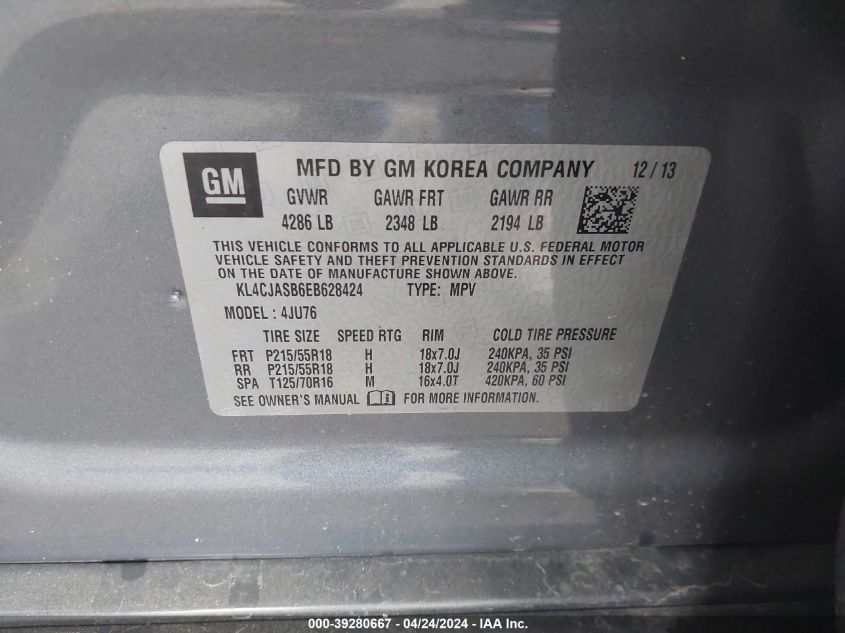 GM
MFD BY GM KOREA COMPANY 12/13
GVWR GAWR FRT GAWR RR
4286 LB 2348 LB 2194 LB
THIS VEHICLE CONFORMS TO ALL APPLICABLE U.S. FEDERAL MOTOR
VEHICLE SAFETY AND THEFT PREVENTION STANDARDS IN EFFECT
ON THE DATE OF MANUFACTURE SHOWN ABOVE.
KL4CJASB6EB628424 TYPE: MPV
MODEL : 4JU76
TIRE SIZE SPEED RTG RIM COLD TIRE PRESSURE
FRT P215/55R18 H 18x7.0J 240KPA, 35 PSI
RR P215/55R18 H 18x7.0J 240KPA, 35 PSI
SPA T125/70R16 M 16x4.0T 420KPA, 60 PSI
SEE OWNER'S MANUAL FOR MORE INFORMATION.
000-39280667 - 04/24/2024 - IAA Inc.